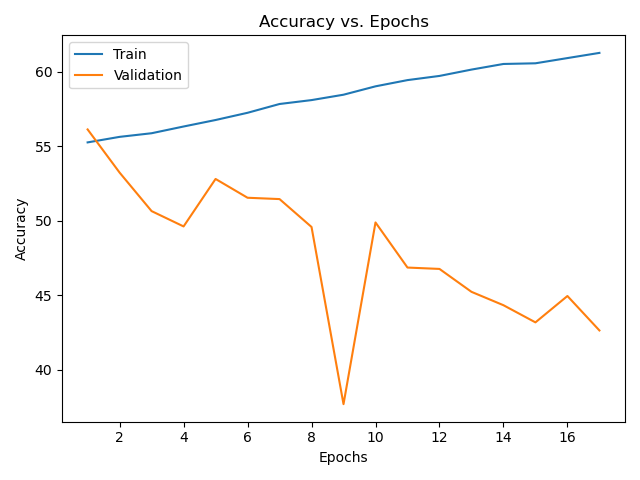 Accuracy vs. Epochs
Train
Validation
Accuracy
60
55
50
45
40
2 4 6 8 10 12 14 16
Epochs